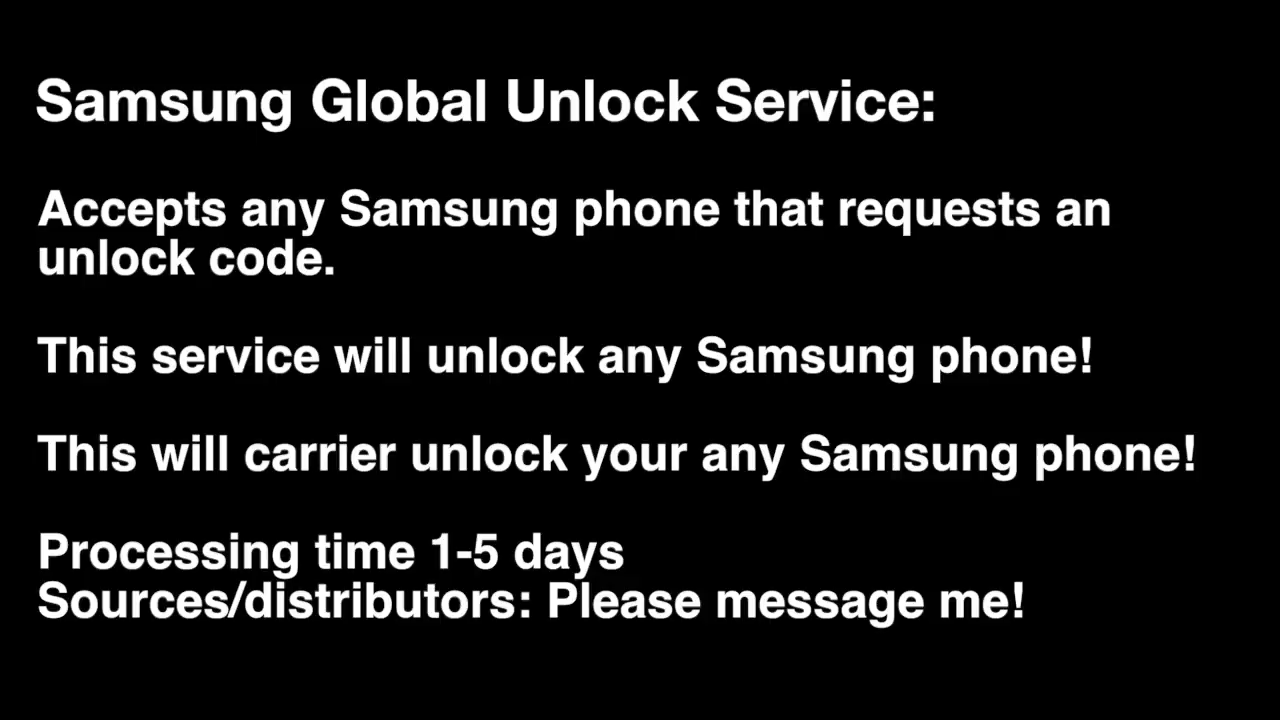 Samsung Global Unlock Service:
Accepts any Samsung phone that requests an
unlock code.
This service will unlock any Samsung phone!
This will carrier unlock your any Samsung phone!
Processing time 1-5 days
Sources/distributors: Please message me!